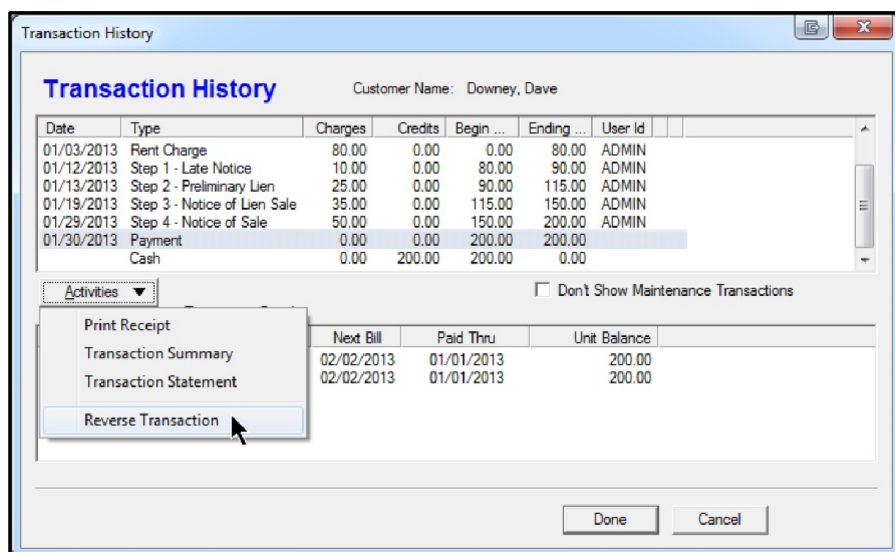 Transaction History
Transaction History Customer Name: Downey, Dave
Date Type Charges Credits Begin ... Ending ... User Id
01/03/2013 Rent Charge 80.00 0.00 0.00 80.00 ADMIN
01/12/2013 Step 1 - Late Notice 10.00 0.00 80.00 90.00 ADMIN
01/13/2013 Step 2 - Preliminary Lien 25.00 0.00 90.00 115.00 ADMIN
01/19/2013 Step 3 - Notice of Lien Sale 35.00 0.00 115.00 150.00 ADMIN
01/29/2013 Step 4 - Notice of Sale 50.00 0.00 150.00 200.00 ADMIN
01/30/2013 Payment 0.00 0.00 200.00 200.00
Cash 0.00 200.00 200.00 0.00
Activities Don't Show Maintenance Transactions
Print Receipt
Transaction Summary
Transaction Statement
Reverse Transaction
Next Bill Paid Thru Unit Balance
02/02/2013 01/01/2013 200.00
02/02/2013 01/01/2013 200.00
Done Cancel